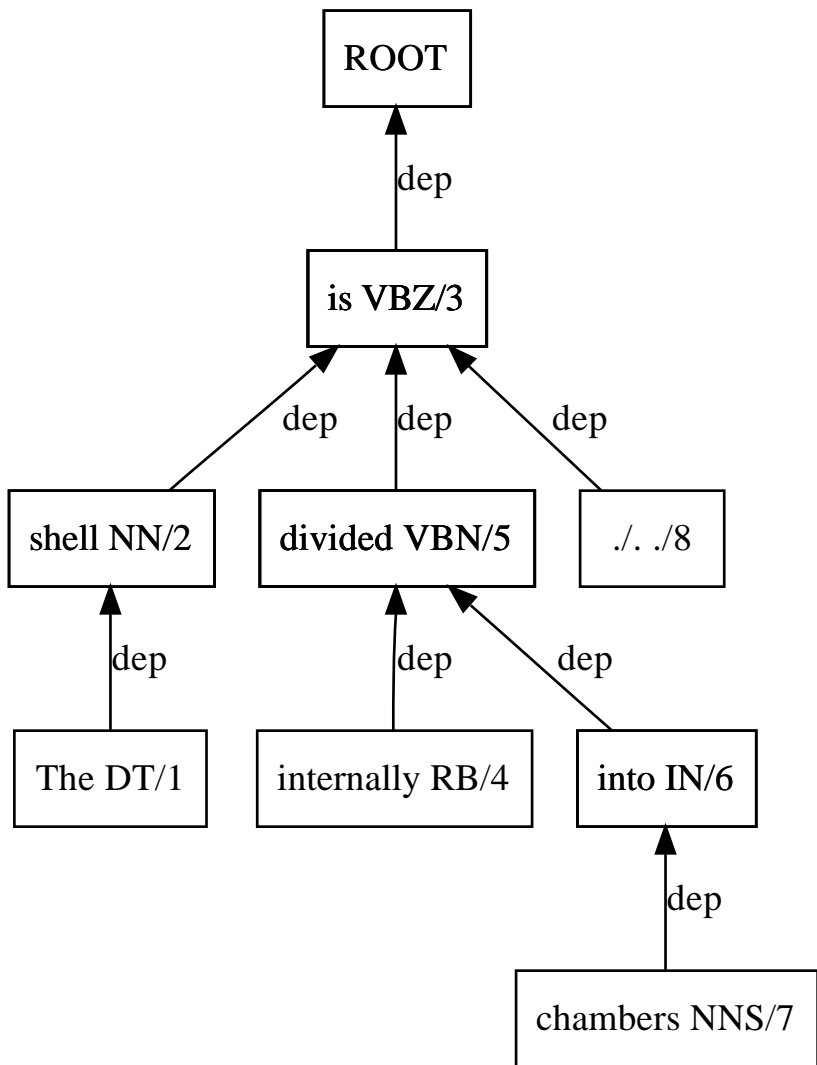 ROOT
dep
is VBZ/3
dep dep dep
shell NN/2 divided VBN/5 ./. ./8
dep dep dep
The DT/1 internally RB/4 into IN/6
dep
chambers NNS/7